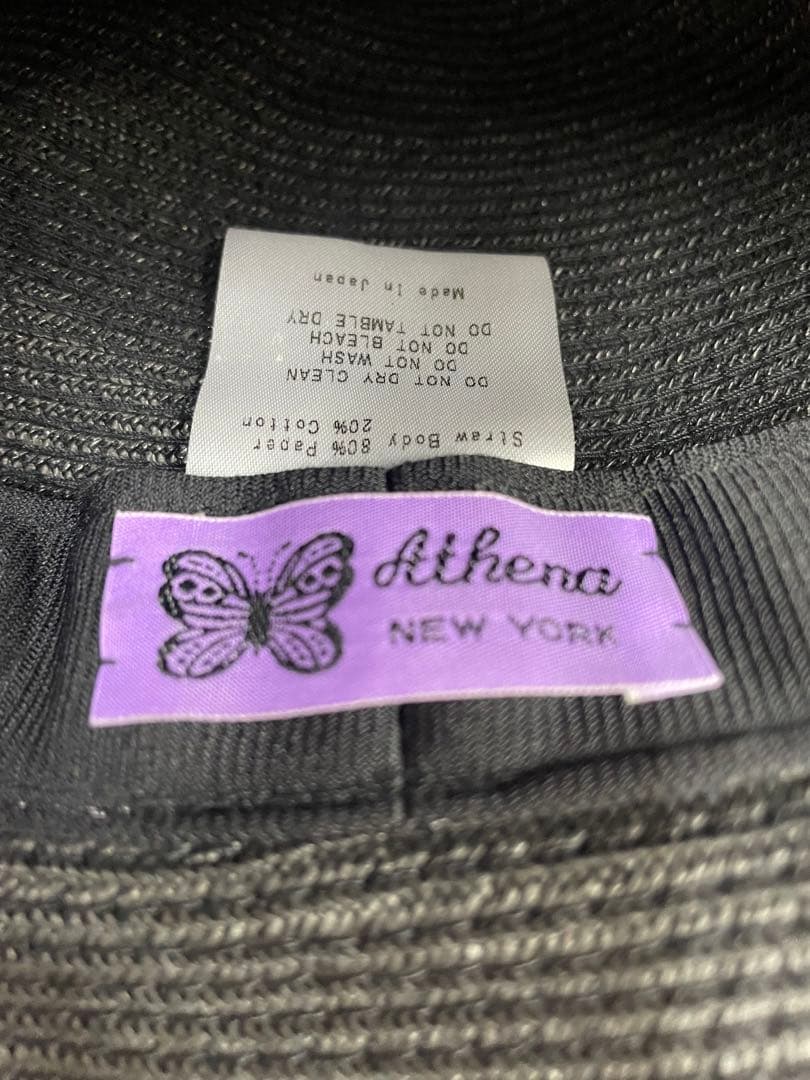 Athena
NEW YORK
Straw Body 80% Paper
20% Cotton
DO NOT DRY CLEAN
DO NOT WASH
DO NOT BLEACH
DO NOT TAMBLE DRY
Made In Japan